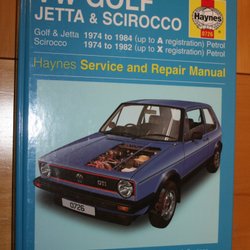 VW GOLF
JETTA & SCIROCCO
Haynes
0726
Golf & Jetta 1974 to 1984 (up to A registration) Petrol
Scirocco 1974 to 1982 (up to X registration) Petrol
Haynes Service and Repair Manual
GTI
0726